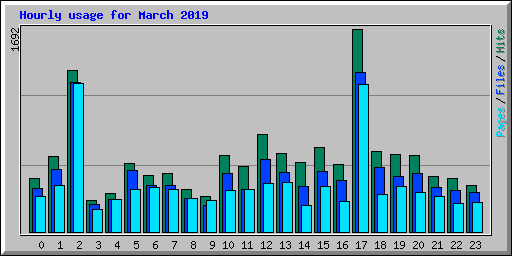 Hourly usage for March 2019
1692
Pages/Files/Hits
0 1 2 3 4 5 6 7 8 9 10 11 12 13 14 15 16 17 18 19 20 21 22 23